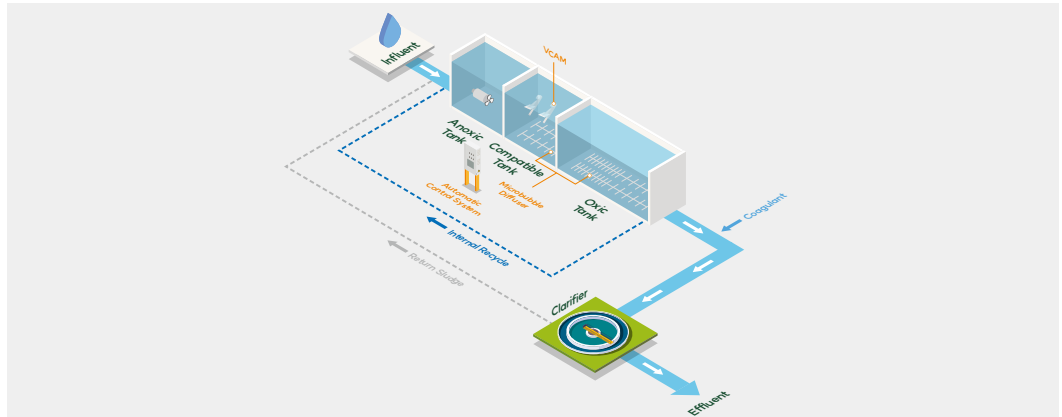 Influent
VCAM
Anoxic
Tank
Compatible
Tank
Automatic
Control System
Microbubble
Diffuser
Oxic
Tank
Coagulant
Internal Recycle
Return Sludge
Clarifier
Effluent